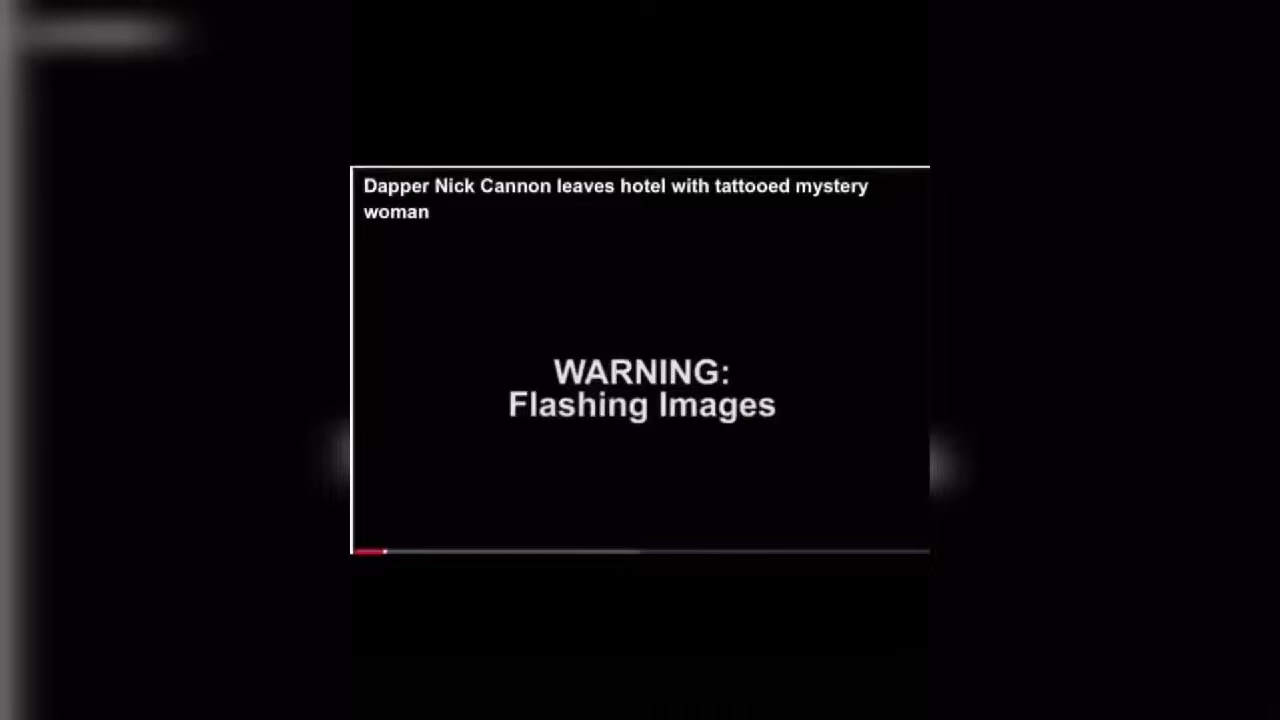 Dapper Nick Cannon leaves hotel with tattooed mystery
woman
WARNING:
Flashing Images